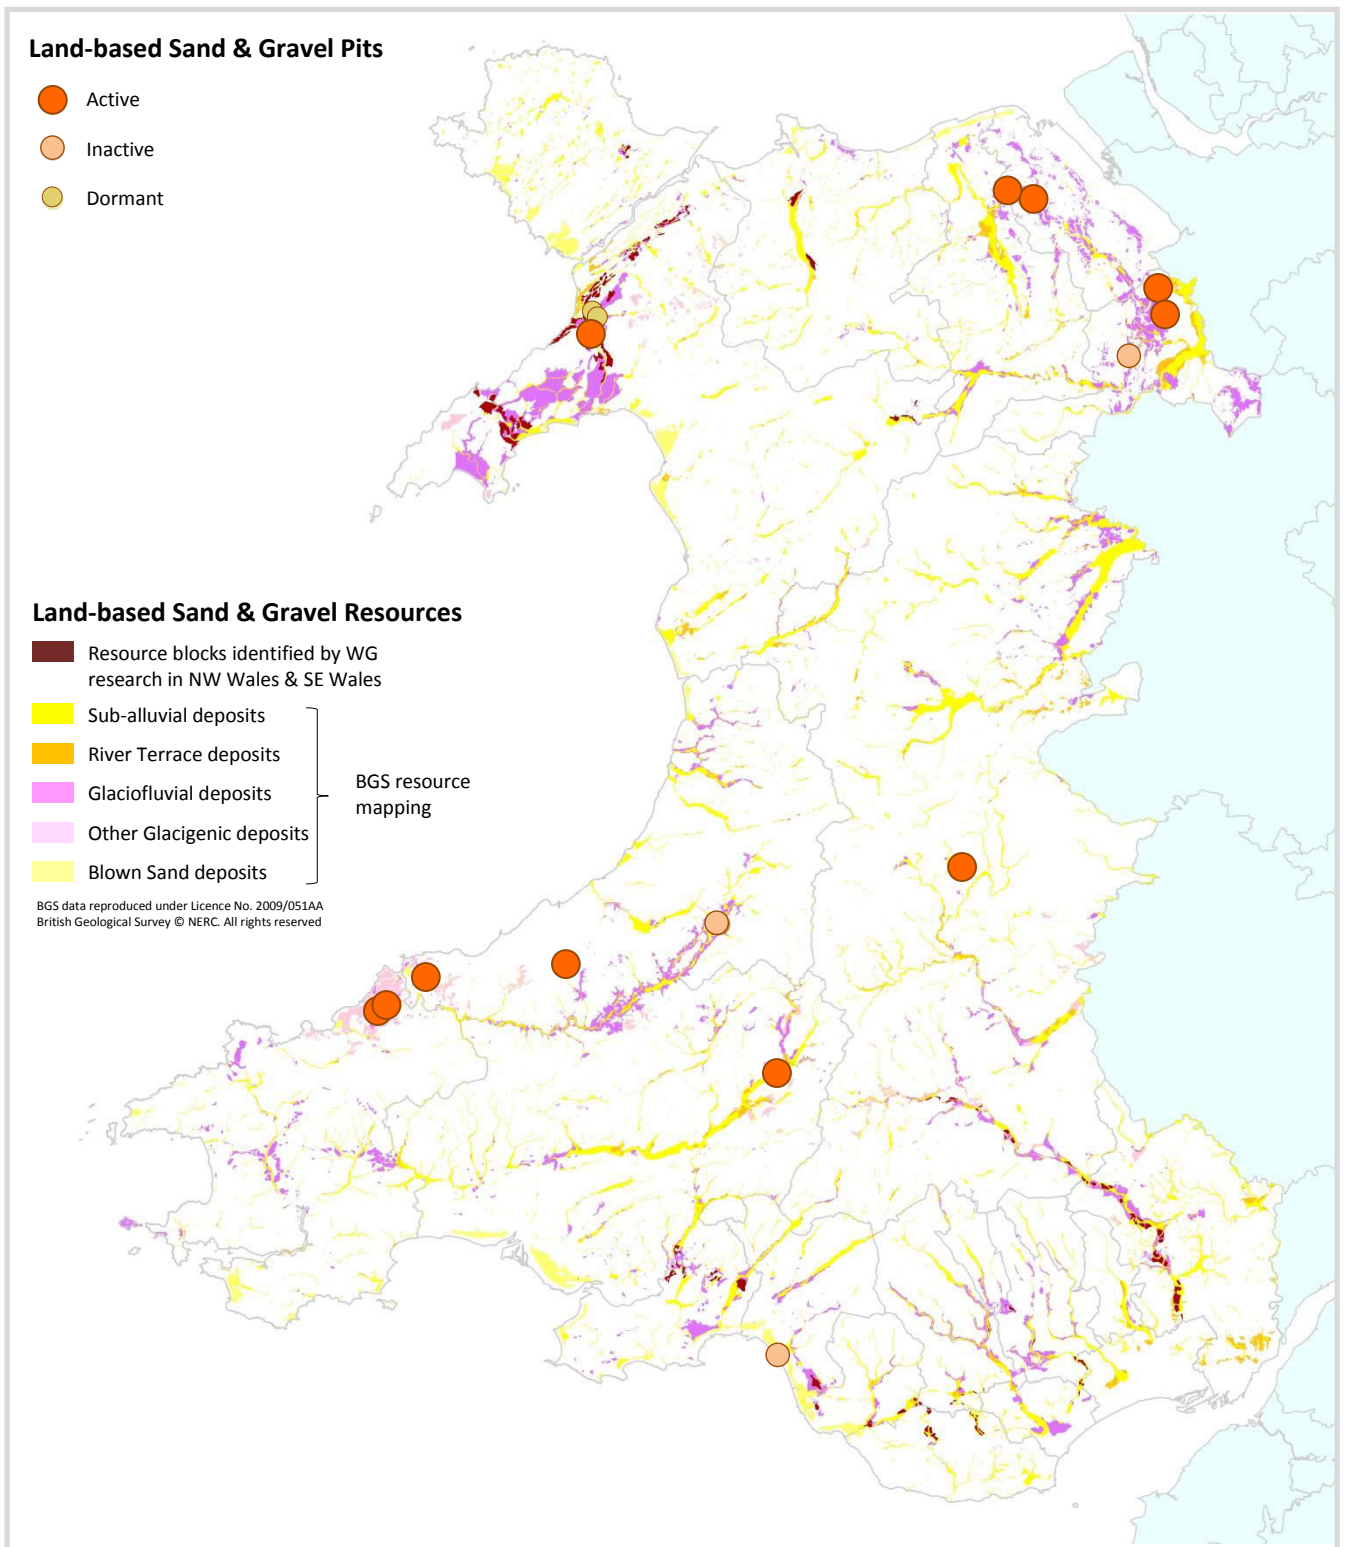 Land-based Sand & Gravel Pits
Active
Inactive
Dormant
Land-based Sand & Gravel Resources
Resource blocks identified by WG
research in NW Wales & SE Wales
Sub-alluvial deposits
River Terrace deposits
Glaciofluvial deposits
Other Glacigenic deposits
Blown Sand deposits
BGS resource
mapping
BGS data reproduced under Licence No. 2009/051AA
British Geological Survey © NERC. All rights reserved